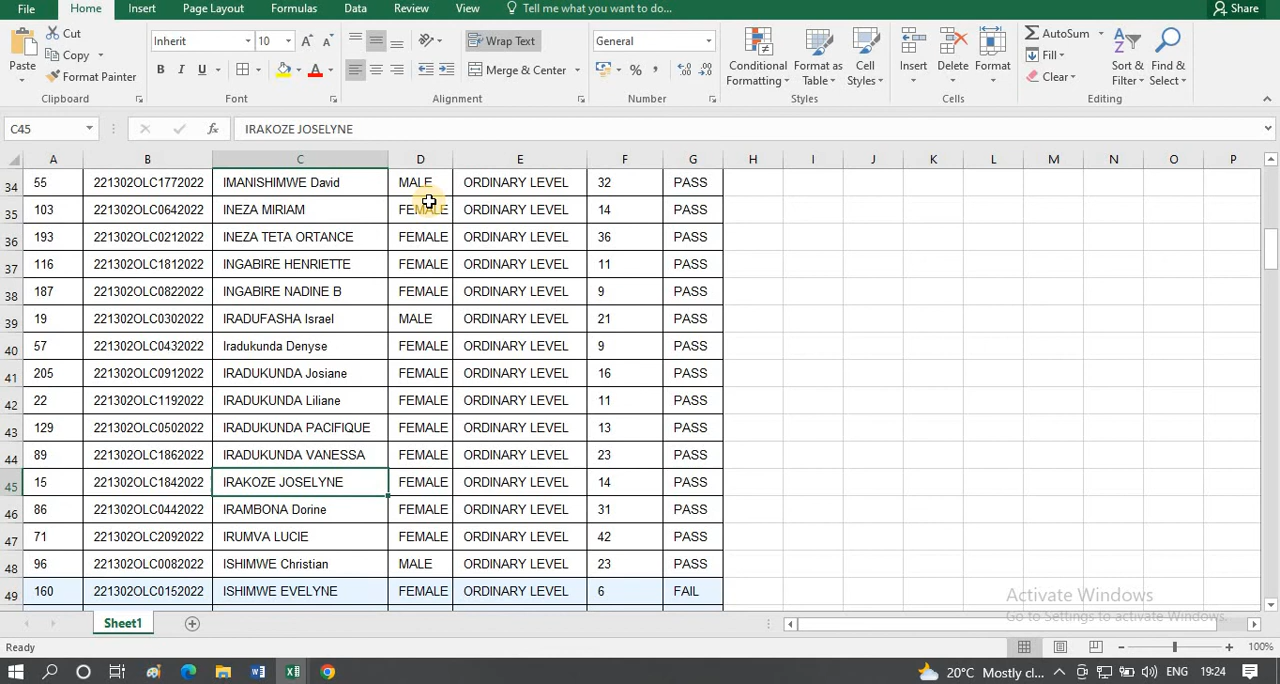 File Home Insert Page Layout Formulas Data Review View Tell me what you want to do... Share
Cut
Copy
Format Painter
Paste
Clipboard
Inherit 10
B I U
Font
Wrap Text
Merge & Center
Alignment
General
Number
Conditional Formatting
Format as Table
Cell Styles
Styles
Insert Delete Format
Cells
AutoSum
Fill
Clear
Sort & Filter
Find & Select
Editing
C45 fx IRAKOZE JOSELYNE
A B C D E F G H I J K L M N O P
34 55 221302OLC1772022 IMANISHIMWE David MALE ORDINARY LEVEL 32 PASS
35 103 221302OLC0642022 INEZA MIRIAM FEMALE ORDINARY LEVEL 14 PASS
36 193 221302OLC0212022 INEZA TETA ORTANCE FEMALE ORDINARY LEVEL 36 PASS
37 116 221302OLC1812022 INGABIRE HENRIETTE FEMALE ORDINARY LEVEL 11 PASS
38 187 221302OLC0822022 INGABIRE NADINE B FEMALE ORDINARY LEVEL 9 PASS
39 19 221302OLC0302022 IRADUFASHA Israel MALE ORDINARY LEVEL 21 PASS
40 57 221302OLC0432022 Iradukunda Denyse FEMALE ORDINARY LEVEL 9 PASS
41 205 221302OLC0912022 IRADUKUNDA Josiane FEMALE ORDINARY LEVEL 16 PASS
42 22 221302OLC1192022 IRADUKUNDA Liliane FEMALE ORDINARY LEVEL 11 PASS
43 129 221302OLC0502022 IRADUKUNDA PACIFIQUE FEMALE ORDINARY LEVEL 13 PASS
44 89 221302OLC1862022 IRADUKUNDA VANESSA FEMALE ORDINARY LEVEL 23 PASS
45 15 221302OLC1842022 IRAKOZE JOSELYNE FEMALE ORDINARY LEVEL 14 PASS
46 86 221302OLC0442022 IRAMBONA Dorine FEMALE ORDINARY LEVEL 31 PASS
47 71 221302OLC2092022 IRUMVA LUCIE FEMALE ORDINARY LEVEL 42 PASS
48 96 221302OLC0082022 ISHIMWE Christian MALE ORDINARY LEVEL 23 PASS
49 160 221302OLC0152022 ISHIMWE EVELYNE FEMALE ORDINARY LEVEL 6 FAIL
Activate Windows
Go to Settings to activate Windows.
Sheet1
Ready 100%
20°C Mostly cl... ENG 19:24